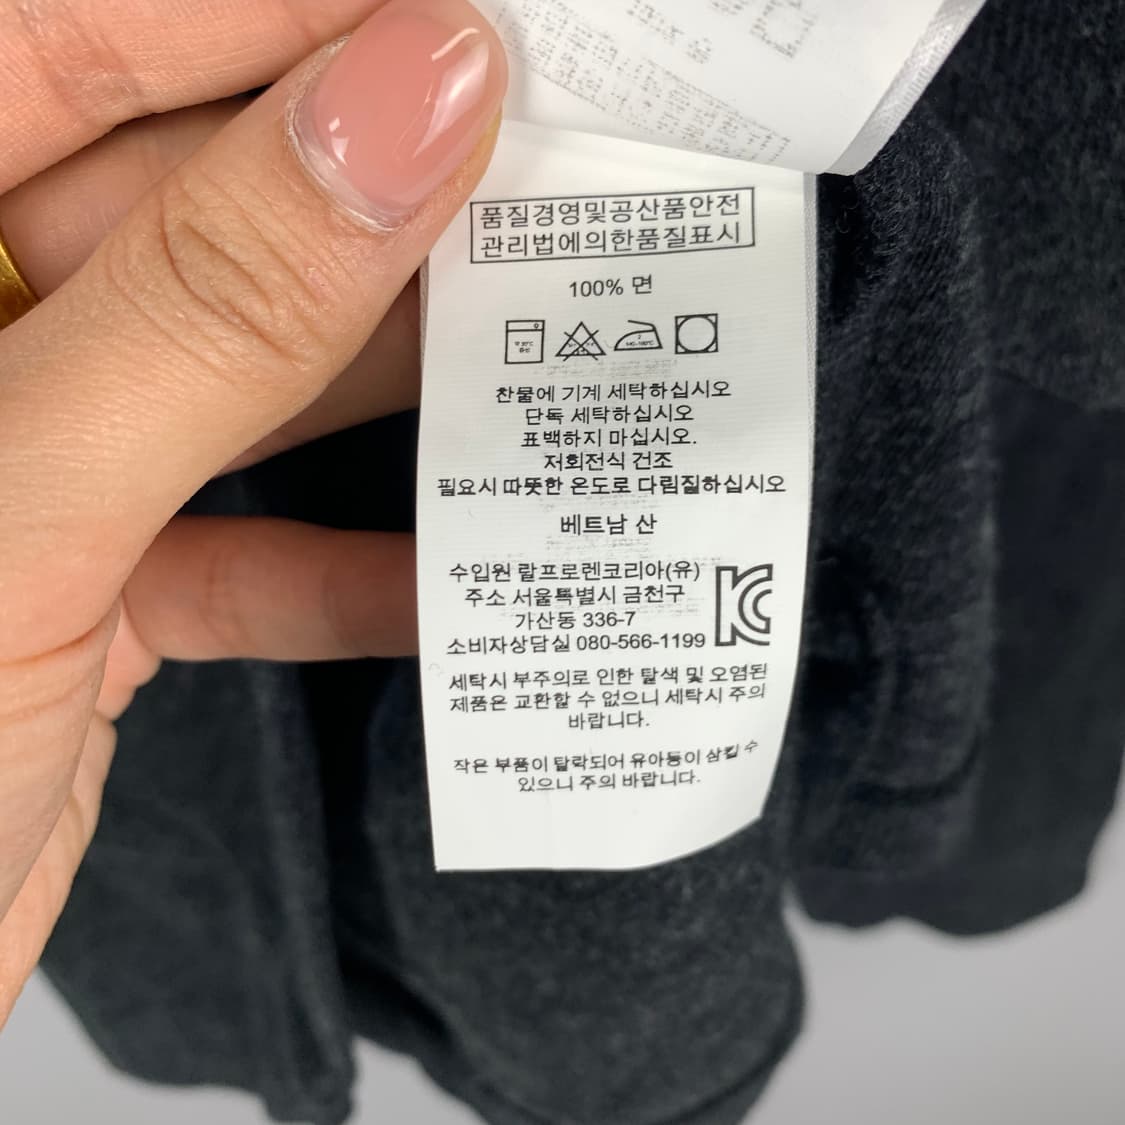 품질경영및공산품안전
관리법에의한품질표시
100% 면
찬물에 기계 세탁하십시오
단독 세탁하십시오
표백하지 마십시오.
저회전식 건조
필요시 따뜻한 온도로 다림질하십시오
베트남 산
수입원 랄프로렌코리아(유)
주소 서울특별시 금천구
가산동 336-7
소비자상담실 080-566-1199
세탁시 부주의로 인한 탈색 및 오염된
제품은 교환할 수 없으니 세탁시 주의
바랍니다.
작은 부품이 탈락되어 유아등이 삼킬 수
있으니 주의 바랍니다.